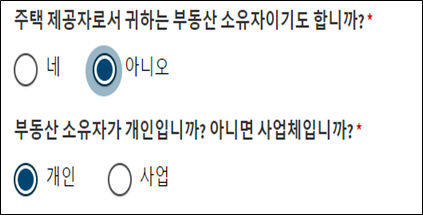 주택 제공자로서 귀하는 부동산 소유자이기도 합니까?*
네 아니오
부동산 소유자가 개인입니까? 아니면 사업체입니까?*
개인 사업